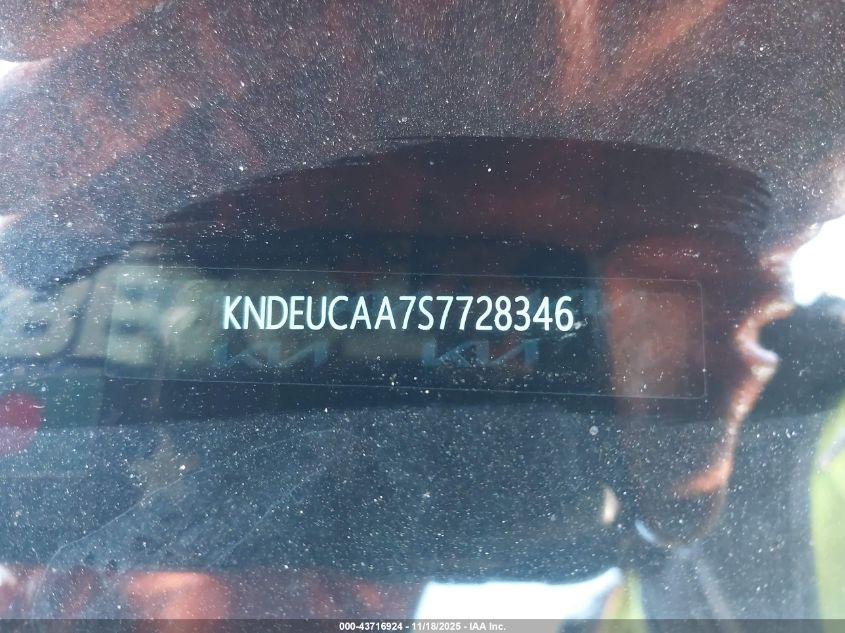 KNDEUCAA7S7728346
000-43716924 - 11/18/2025 - IAA Inc.